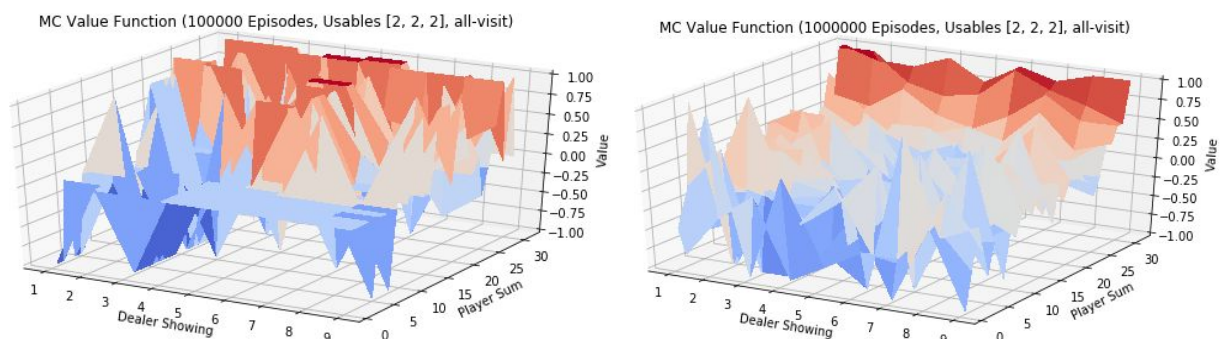 MC Value Function (100000 Episodes, Usables [2, 2, 2], all-visit)
1.00
0.75
0.50
0.25
0.00
−0.25
−0.50
−0.75
−1.00
Value
1 2 3 4 5 6 7 8 9
Dealer Showing
0 5 10 15 20 25 30
Player Sum
MC Value Function (1000000 Episodes, Usables [2, 2, 2], all-visit)
1.00
0.75
0.50
0.25
0.00
−0.25
−0.50
−0.75
−1.00
Value
1 2 3 4 5 6 7 8 9
Dealer Showing
0 5 10 15 20 25 30
Player Sum